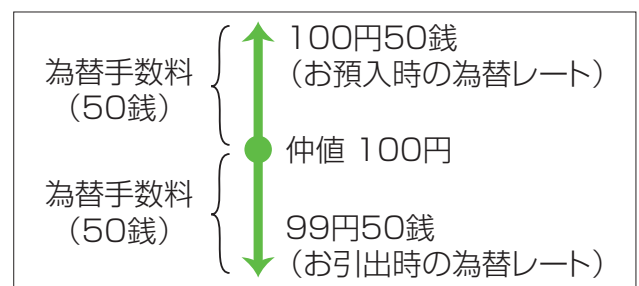 為替手数料
（50銭）
100円50銭
（お預入時の為替レート）
仲値 100円
為替手数料
（50銭）
99円50銭
（お引出時の為替レート）